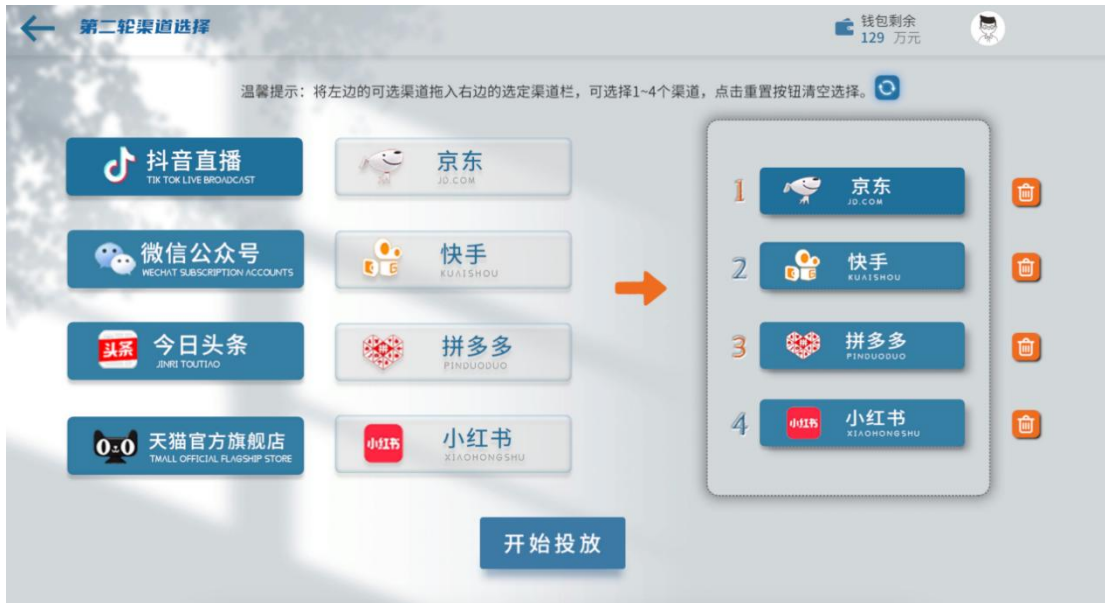 第二轮渠道选择
钱包剩余
129 万元
温馨提示：将左边的可选渠道拖入右边的选定渠道栏，可选择1~4个渠道，点击重置按钮清空选择。
抖音直播
TIK TOK LIVE BROADCAST
京东
JD.COM
微信公众号
WECHAT SUBSCRIPTION ACCOUNTS
快手
KUAISHOU
头条
今日头条
JINRI TOUTIAO
拼多多
PINDUODUO
天猫官方旗舰店
TMALL OFFICIAL FLAGSHIP STORE
小红书
小红书
XIAOHONGSHU
1
京东
JD.COM
2
快手
KUAISHOU
3
拼多多
PINDUODUO
4
小红书
小红书
XIAOHONGSHU
开始投放